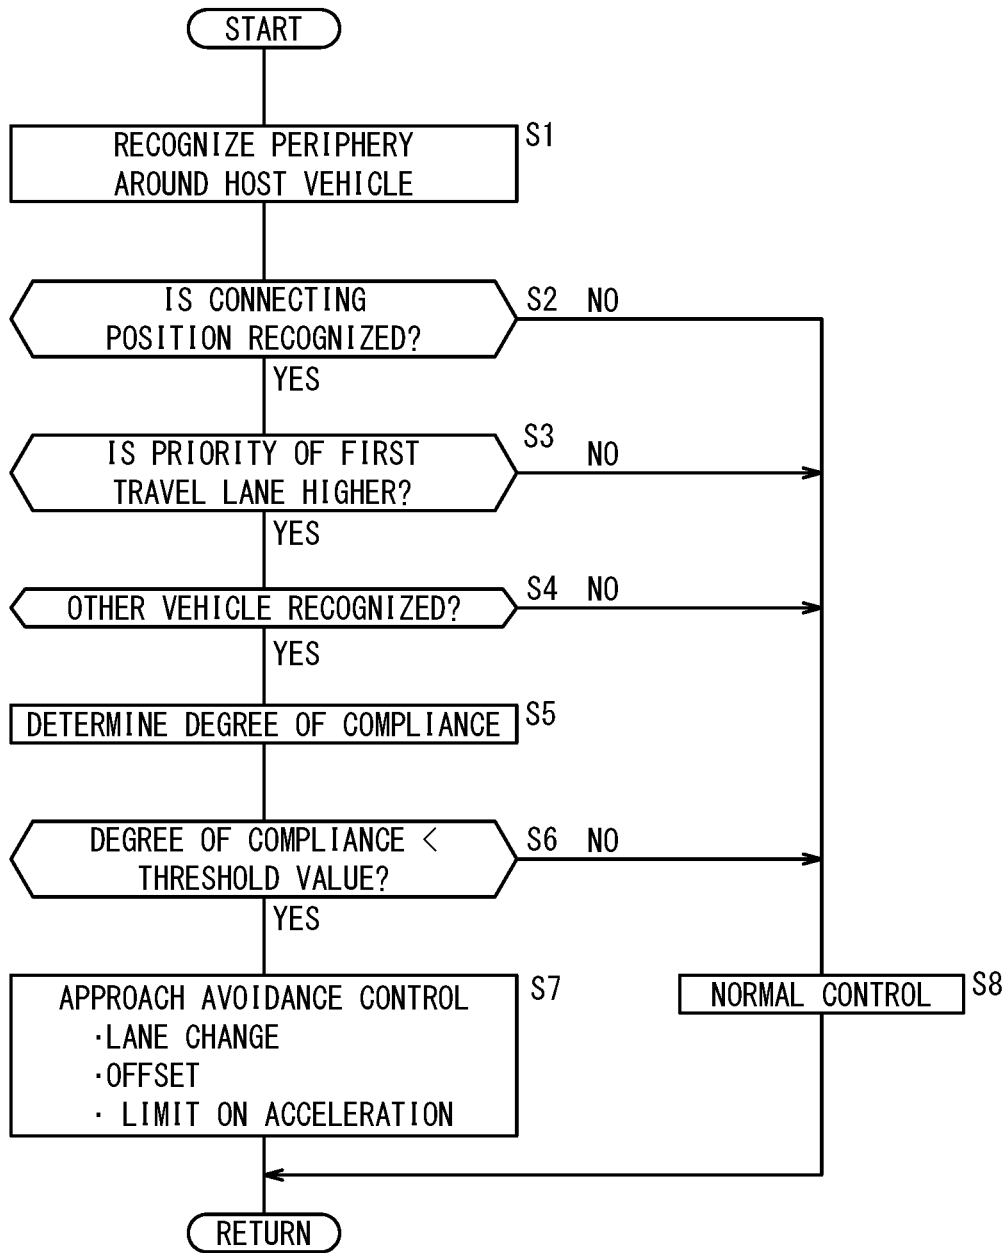 START
RECOGNIZE PERIPHERY
AROUND HOST VEHICLE
S1
IS CONNECTING
POSITION RECOGNIZED?
S2 NO
YES
IS PRIORITY OF FIRST
TRAVEL LANE HIGHER?
S3
NO
YES
OTHER VEHICLE RECOGNIZED?
S4 NO
YES
DETERMINE DEGREE OF COMPLIANCE
S5
DEGREE OF COMPLIANCE <
THRESHOLD VALUE?
S6 NO
YES
APPROACH AVOIDANCE CONTROL
·LANE CHANGE
·OFFSET
· LIMIT ON ACCELERATION
S7
NORMAL CONTROL
S8
RETURN